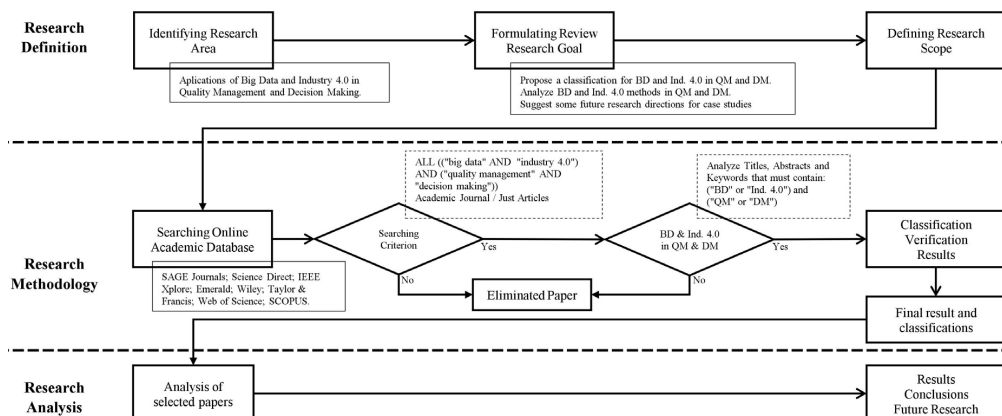 Research
Definition
Identifying Research
Area
Aplications of Big Data and Industry 4.0 in
Quality Management and Decision Making.
Formulating Review
Research Goal
Propose a classification for BD and Ind. 4.0 in QM and DM.
Analyze BD and Ind. 4.0 methods in QM and DM.
Suggest some future research directions for case studies
Defining Research
Scope
Research
Methodology
Searching Online
Academic Database
SAGE Journals; Science Direct; IEEE
Xplore; Emerald; Wiley; Taylor &
Francis; Web of Science; SCOPUS.
ALL (("big data" AND "industry 4.0")
AND ("quality management" AND
"decision making"))
Academic Journal / Just Articles
Searching
Criterion
Yes
No
Eliminated Paper
Analyze Titles, Abstracts and
Keywords that must contain:
("BD" or "Ind. 4.0") and
("QM" or "DM")
BD & Ind. 4.0
in QM & DM
Yes
No
Classification
Verification
Results
Final result and
classifications
Research
Analysis
Analysis of
selected papers
Results
Conclusions
Future Research